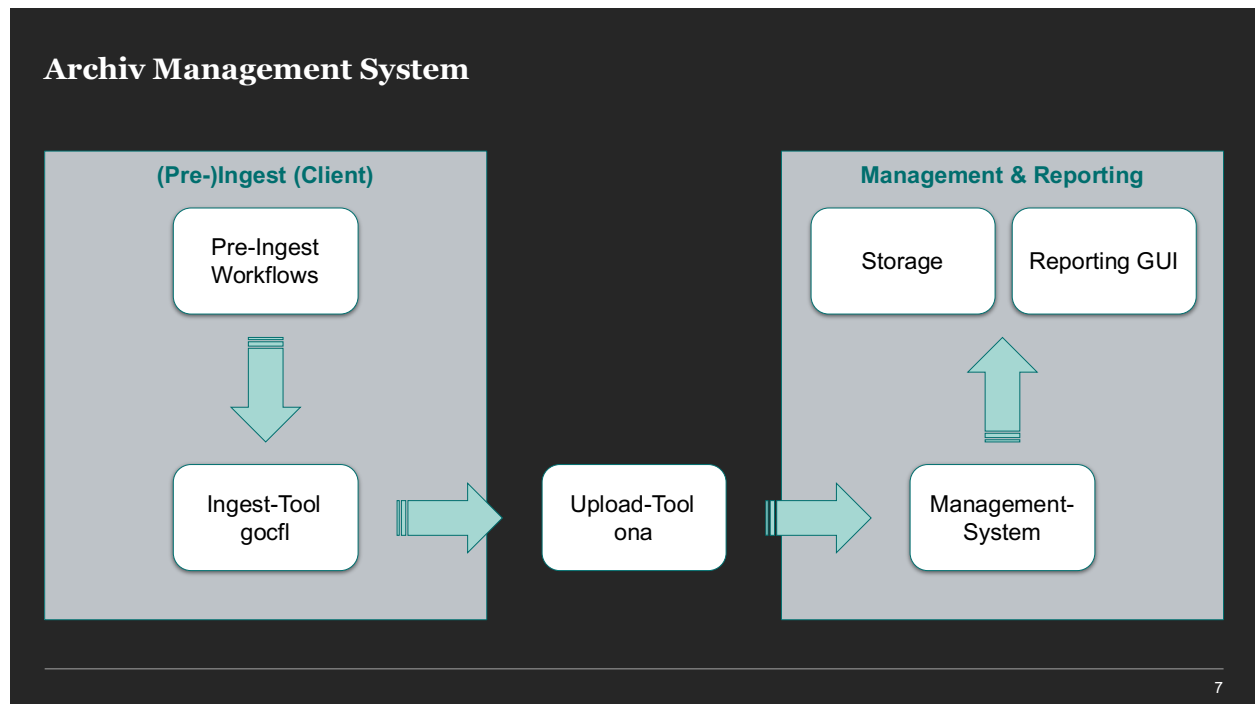 Archiv Management System
(Pre-)Ingest (Client)
Pre-Ingest
Workflows
Ingest-Tool
gocfl
Upload-Tool
ona
Management & Reporting
Storage
Reporting GUI
Management-
System
7